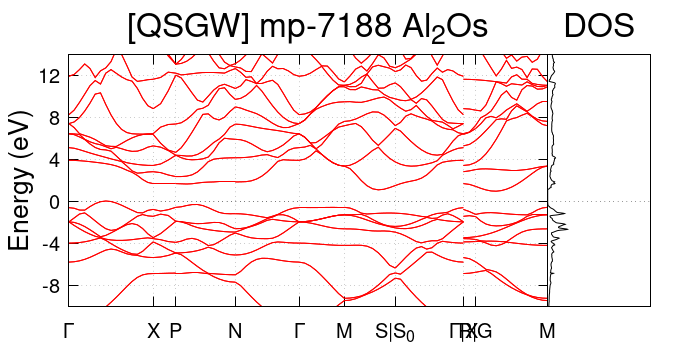 [QSGW] mp-7188 Al₂Os DOS
Energy (eV)
12
8
4
0
-4
-8
Γ X P N Γ M S|S₀ Γ|X G M